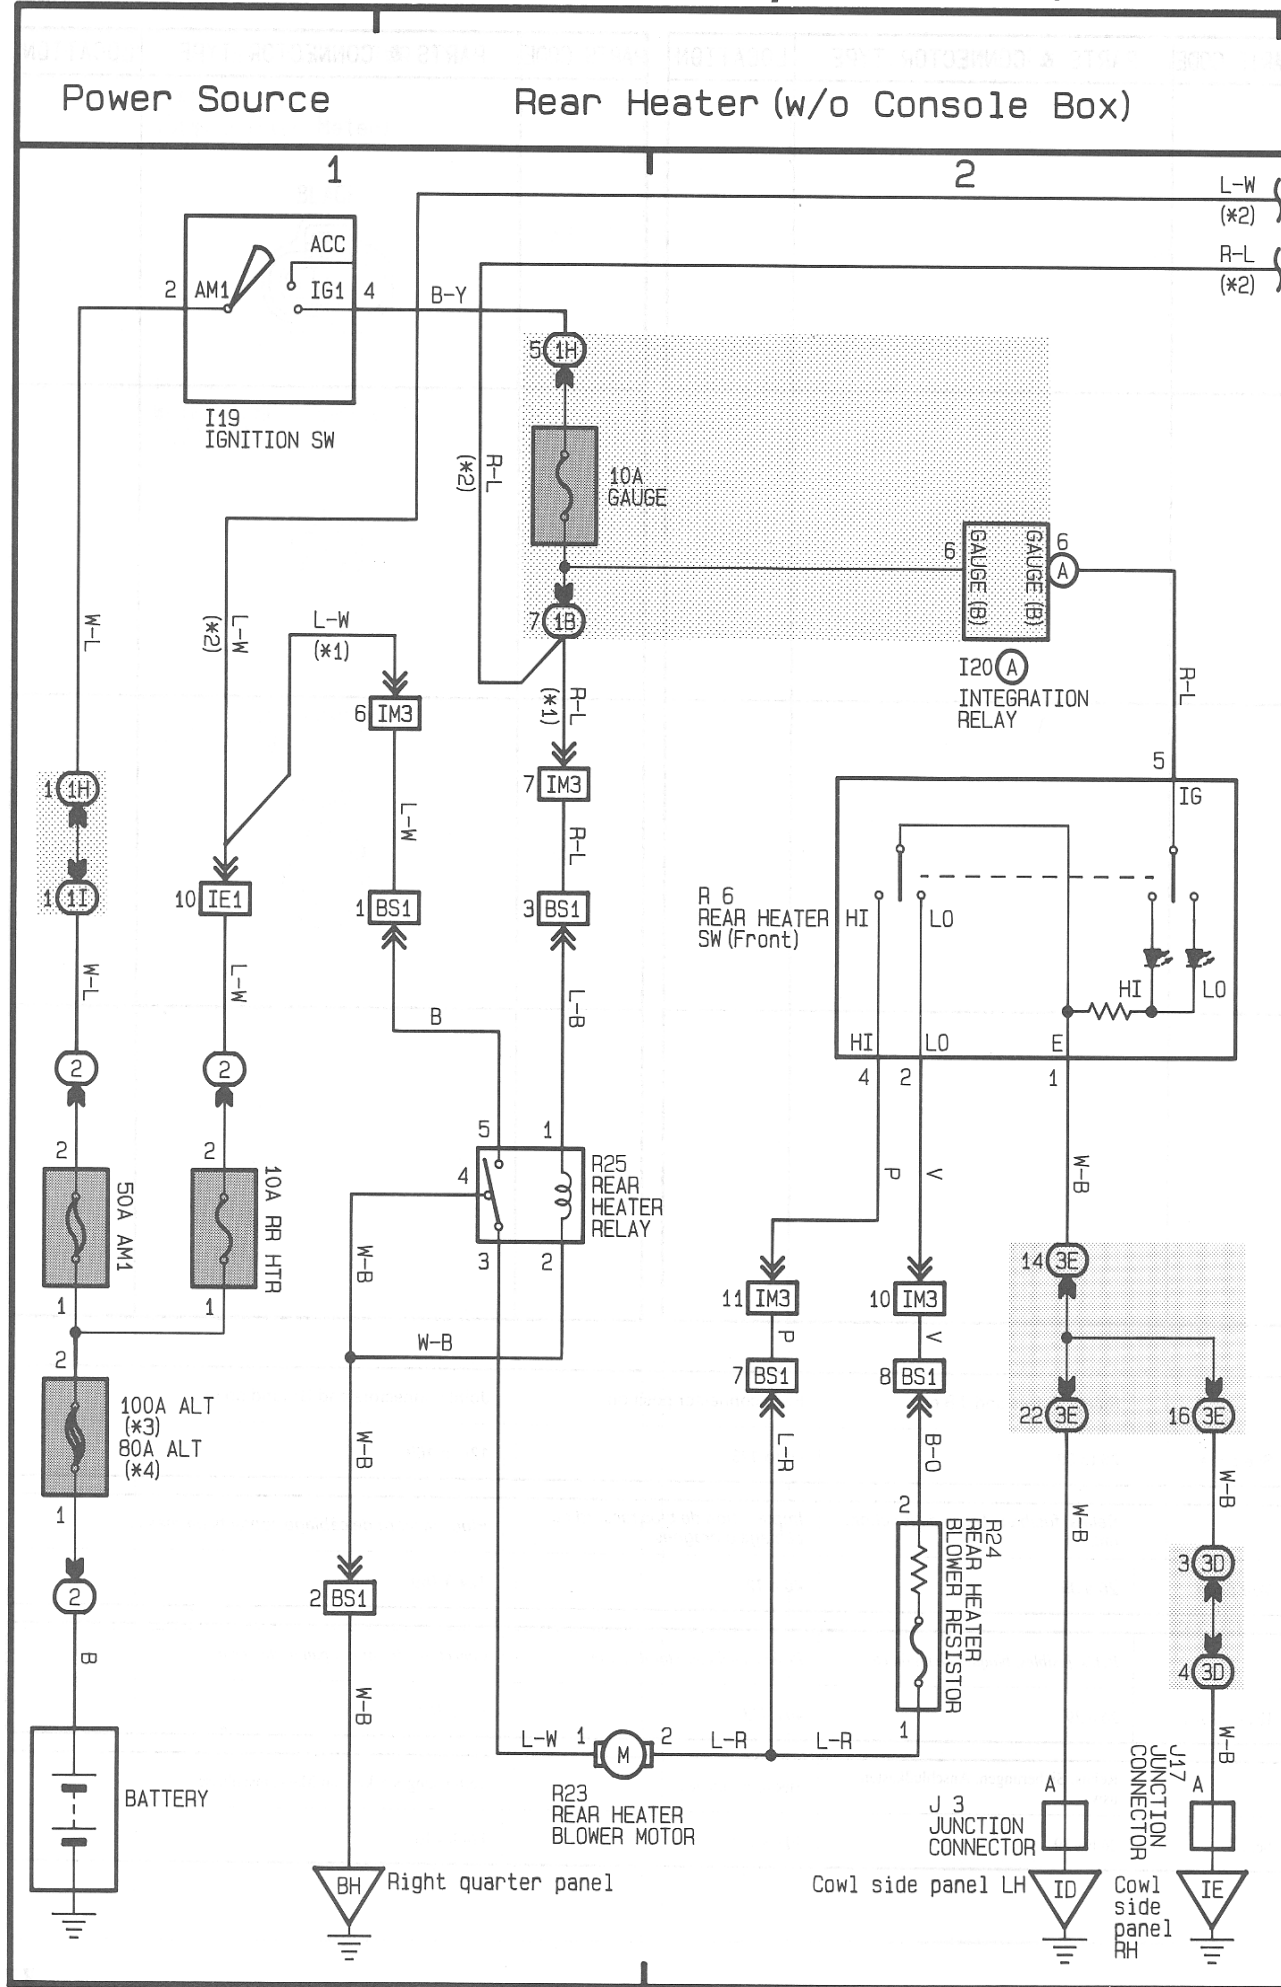 Power Source
Rear Heater (w/o Console Box)
1
2
L-W
(*2)
R-L
(*2)
ACC
2
AM1
IG1
4
B-Y
I19
IGNITION SW
5
1H
10A
GAUGE
R-L
(*2)
6
GAUGE (B)
GAUGE (B)
6
A
7
1B
I20 A
INTEGRATION
RELAY
W-L
L-W
(*2)
L-W
(*1)
6
IM3
R-L
(*1)
R-L
7
IM3
1
1H
L-W
R-L
5
IG
1
1I
10
IE1
1
BS1
3
BS1
R 6
REAR HEATER
SW (Front)
HI
LO
HI
LO
W-L
L-W
B
L-B
HI
LO
E
4
2
1
2
2
2
2
50A AM1
10A RR HTR
1
1
5
1
4
3
2
R25
REAR
HEATER
RELAY
P
V
W-B
W-B
W-B
14
3E
11
IM3
10
IM3
P
V
7
BS1
8
BS1
22
3E
16
3E
2
100A ALT
(*3)
80A ALT
(*4)
1
W-B
L-R
B-O
W-B
W-B
2
R24
REAR HEATER
BLOWER RESISTOR
1
3
3D
4
3D
2
2
BS1
B
W-B
W-B
L-W
1
M
2
L-R
L-R
R23
REAR HEATER
BLOWER MOTOR
BATTERY
A
J 3
JUNCTION
CONNECTOR
A
J17
JUNCTION
CONNECTOR
BH
Right quarter panel
Cowl side panel LH
ID
Cowl
side
panel
RH
IE